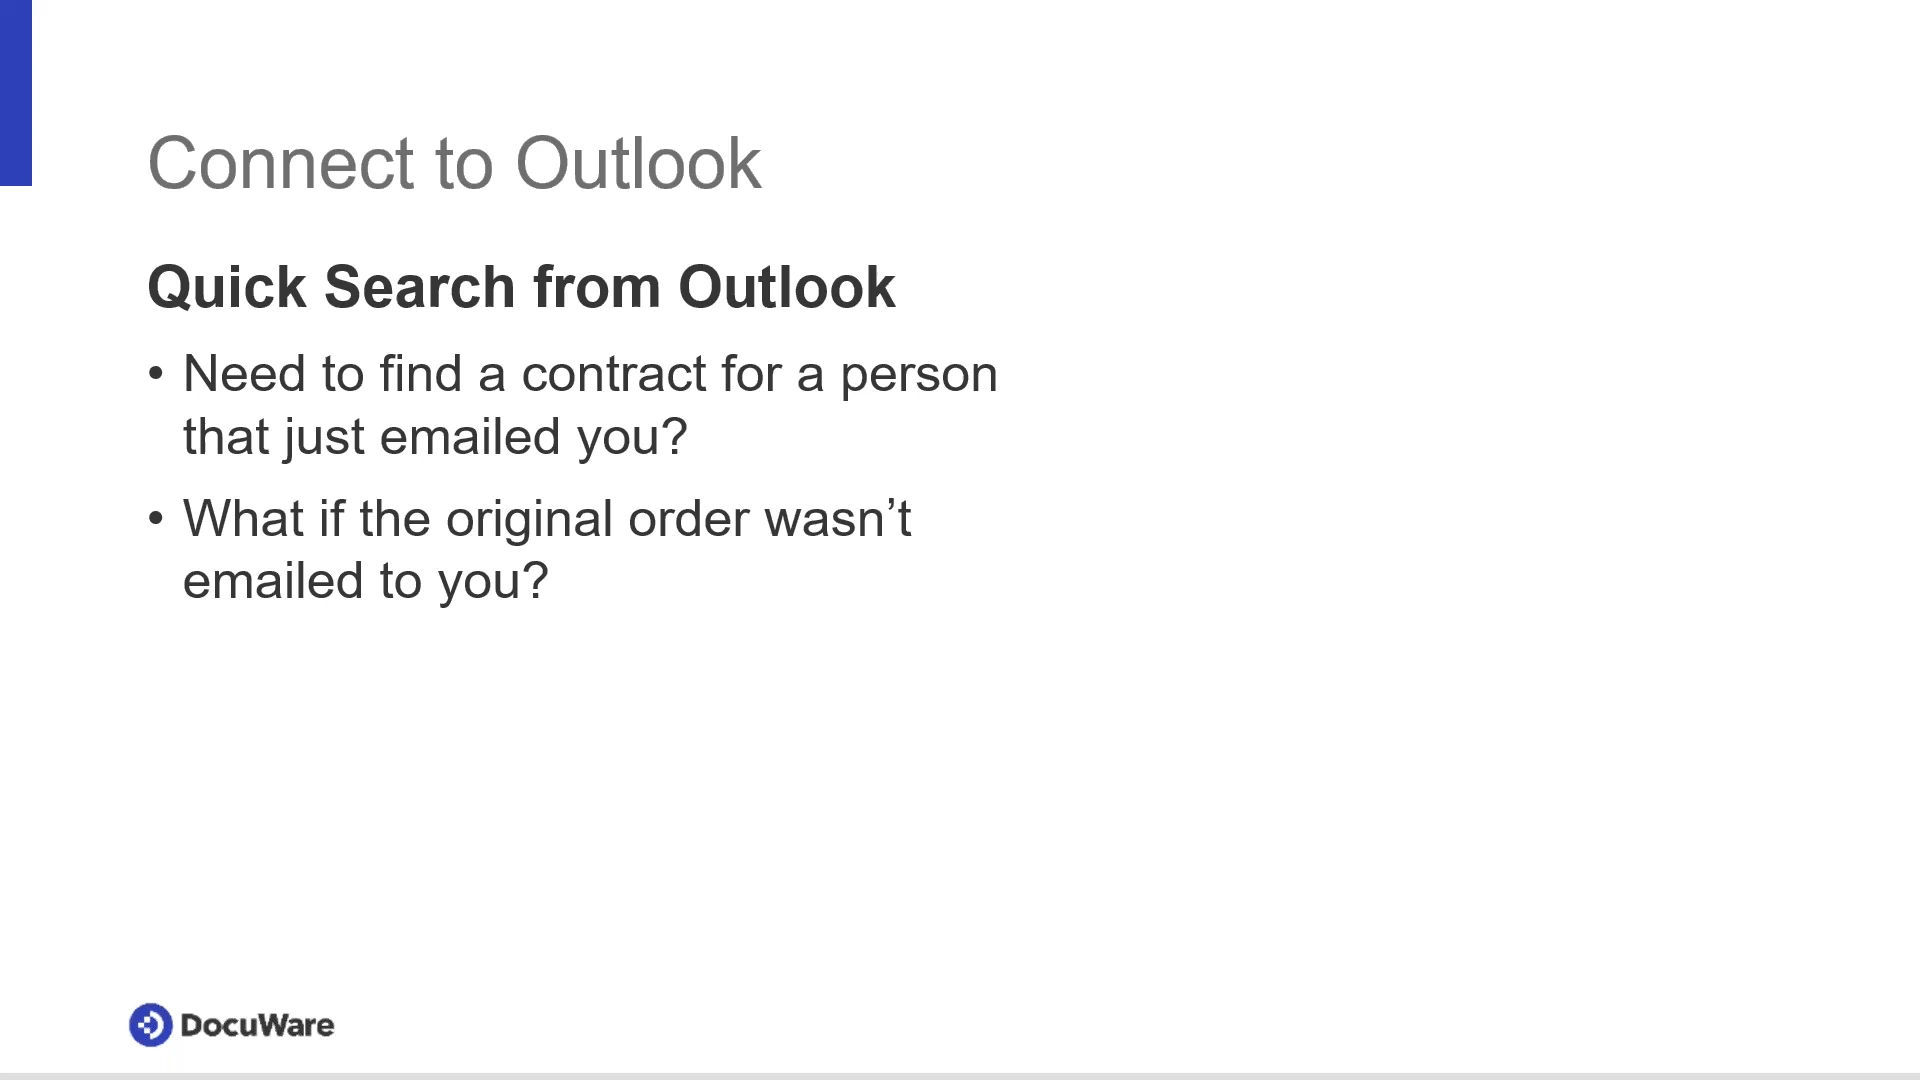 Connect to Outlook
Quick Search from Outlook
• Need to find a contract for a person
that just emailed you?
• What if the original order wasn’t
emailed to you?
DocuWare